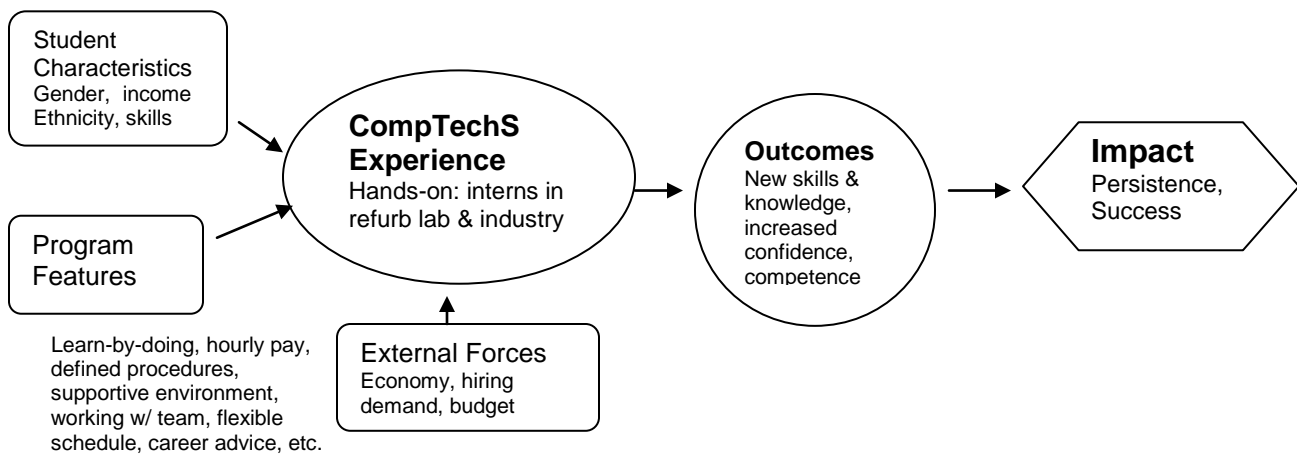 Student
Characteristics
Gender, income
Ethnicity, skills
CompTechS
Experience
Hands-on: interns in
refurb lab & industry
Outcomes
New skills &
knowledge,
increased
confidence,
competence
Impact
Persistence,
Success
Program
Features
Learn-by-doing, hourly pay,
defined procedures,
supportive environment,
working w/ team, flexible
schedule, career advice, etc.
External Forces
Economy, hiring
demand, budget